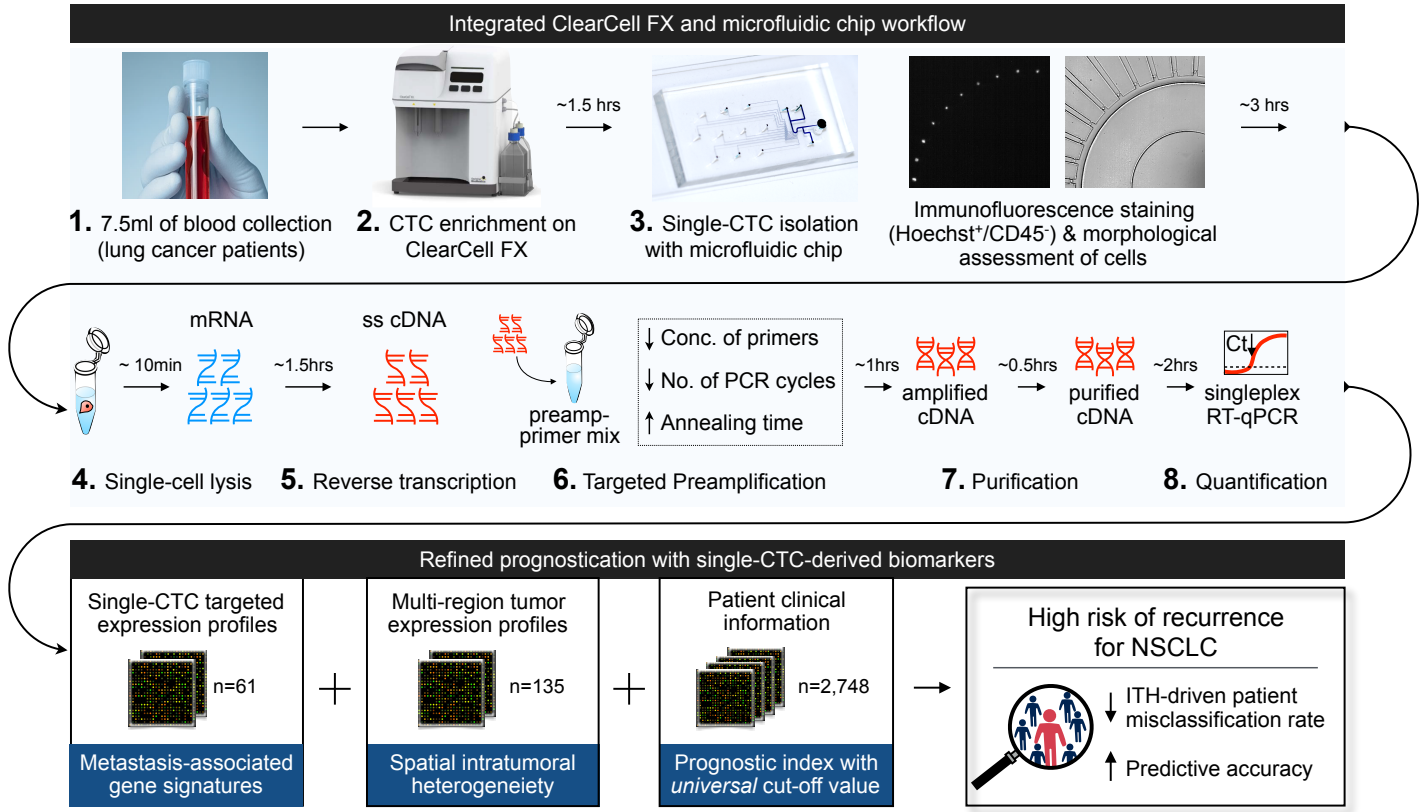 Integrated ClearCell FX and microfluidic chip workflow
~1.5 hrs
~3 hrs
1. 7.5ml of blood collection
(lung cancer patients)
2. CTC enrichment on
ClearCell FX
3. Single-CTC isolation
with microfluidic chip
Immunofluorescence staining
(Hoechst⁺/CD45⁻) & morphological
assessment of cells
mRNA
ss cDNA
~ 10min
~1.5hrs
preamp-
primer mix
↓ Conc. of primers
↓ No. of PCR cycles
↑ Annealing time
~1hrs
amplified
cDNA
~0.5hrs
purified
cDNA
~2hrs
Ct↓
singleplex
RT-qPCR
4. Single-cell lysis
5. Reverse transcription
6. Targeted Preamplification
7. Purification
8. Quantification
Refined prognostication with single-CTC-derived biomarkers
Single-CTC targeted
expression profiles
n=61
Metastasis-associated
gene signatures
+
Multi-region tumor
expression profiles
n=135
Spatial intratumoral
heterogeneiety
+
Patient clinical
information
n=2,748
Prognostic index with
universal cut-off value
High risk of recurrence
for NSCLC
↓ ITH-driven patient
misclassification rate
↑ Predictive accuracy